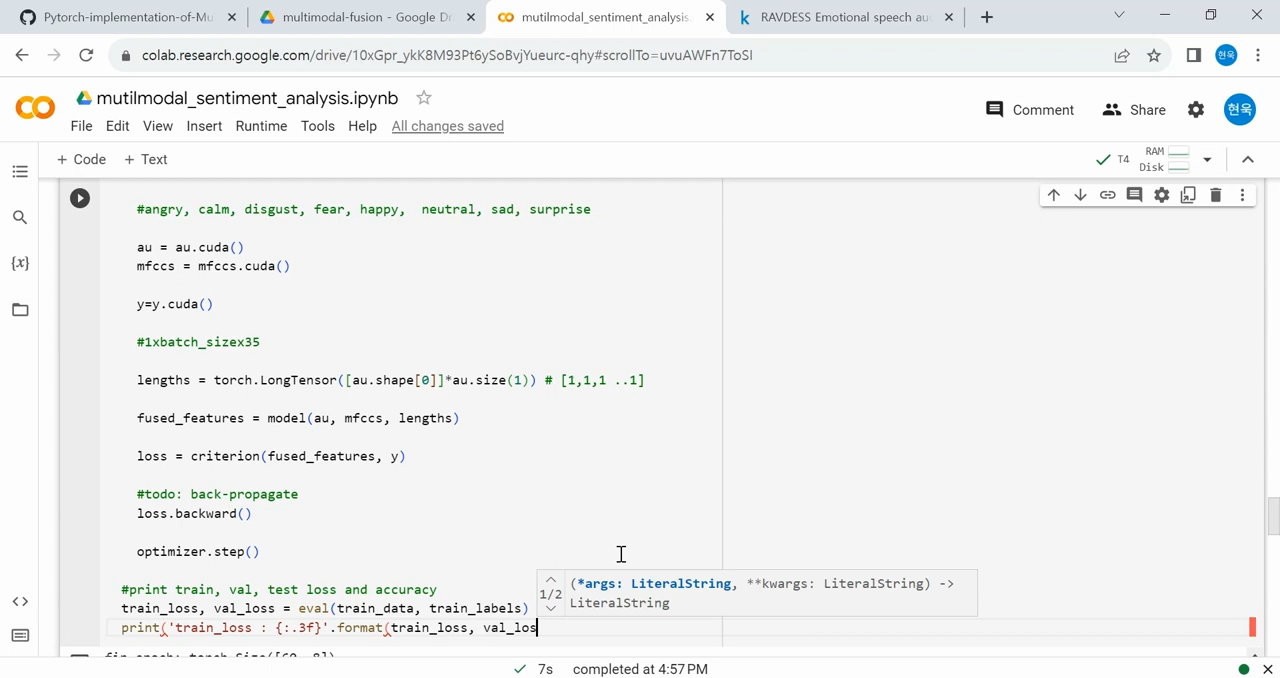 Pytorch-implementation-of-Mu
multimodal-fusion - Google Dr
mutilmodal_sentiment_analysis.
RAVDESS Emotional speech au
colab.research.google.com/drive/10xGpr_ykK8M93Pt6ySoBvjYueurc-qhy#scrollTo=uvuAWFn7ToSI
현욱
mutilmodal_sentiment_analysis.ipynb
Comment
Share
현욱
File Edit View Insert Runtime Tools Help All changes saved
+ Code + Text
T4
RAM
Disk
{x}
#angry, calm, disgust, fear, happy,  neutral, sad, surprise
au = au.cuda()
mfccs = mfccs.cuda()
y=y.cuda()
#1xbatch_sizex35
lengths = torch.LongTensor([au.shape[0]]*au.size(1)) # [1,1,1 ..1]
fused_features = model(au, mfccs, lengths)
loss = criterion(fused_features, y)
#todo: back-propagate
loss.backward()
optimizer.step()
#print train, val, test loss and accuracy
train_loss, val_loss = eval(train_data, train_labels)
print('train_loss : {:.3f}'.format(train_loss, val_los
1/2
(*args: LiteralString, **kwargs: LiteralString) ->
LiteralString
7s completed at 4:57 PM